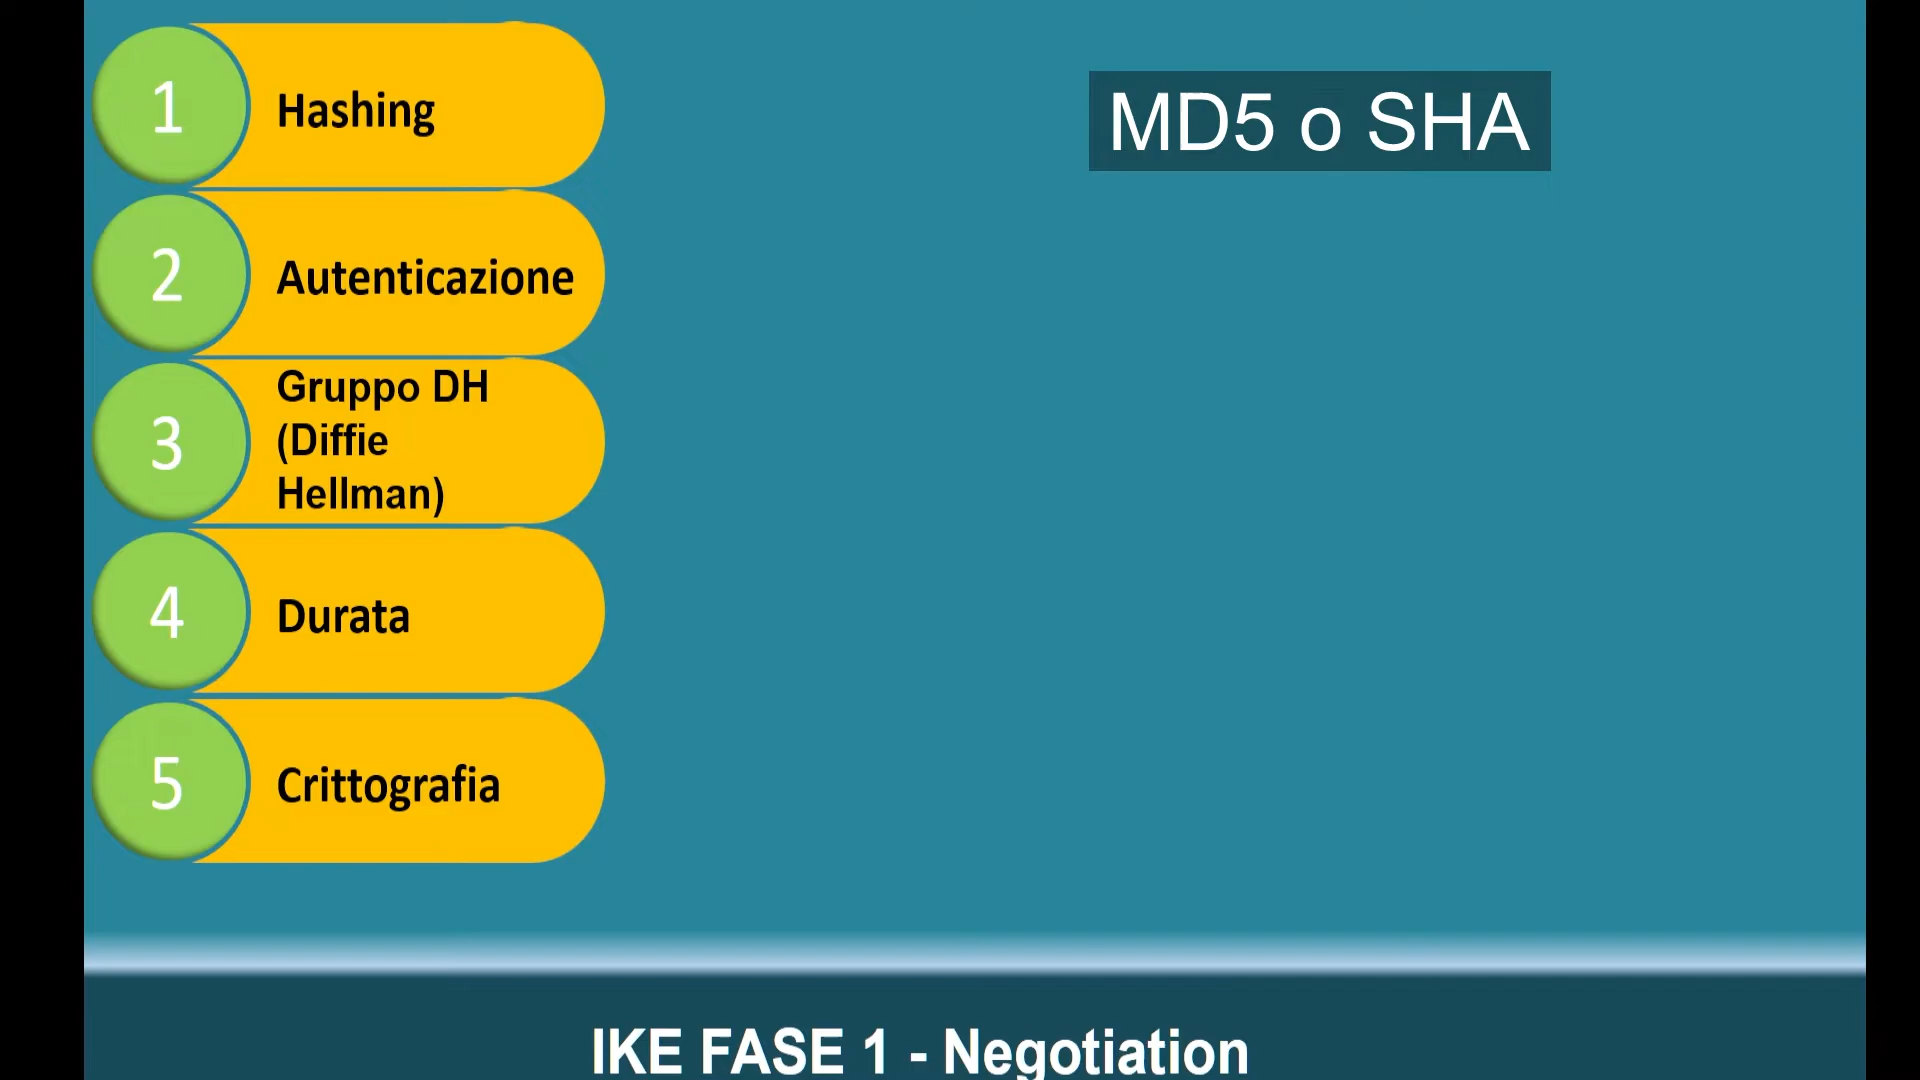 1
Hashing
MD5 o SHA
2
Autenticazione
3
Gruppo DH
(Diffie
Hellman)
4
Durata
5
Crittografia
IKE FASE 1 - Negotiation